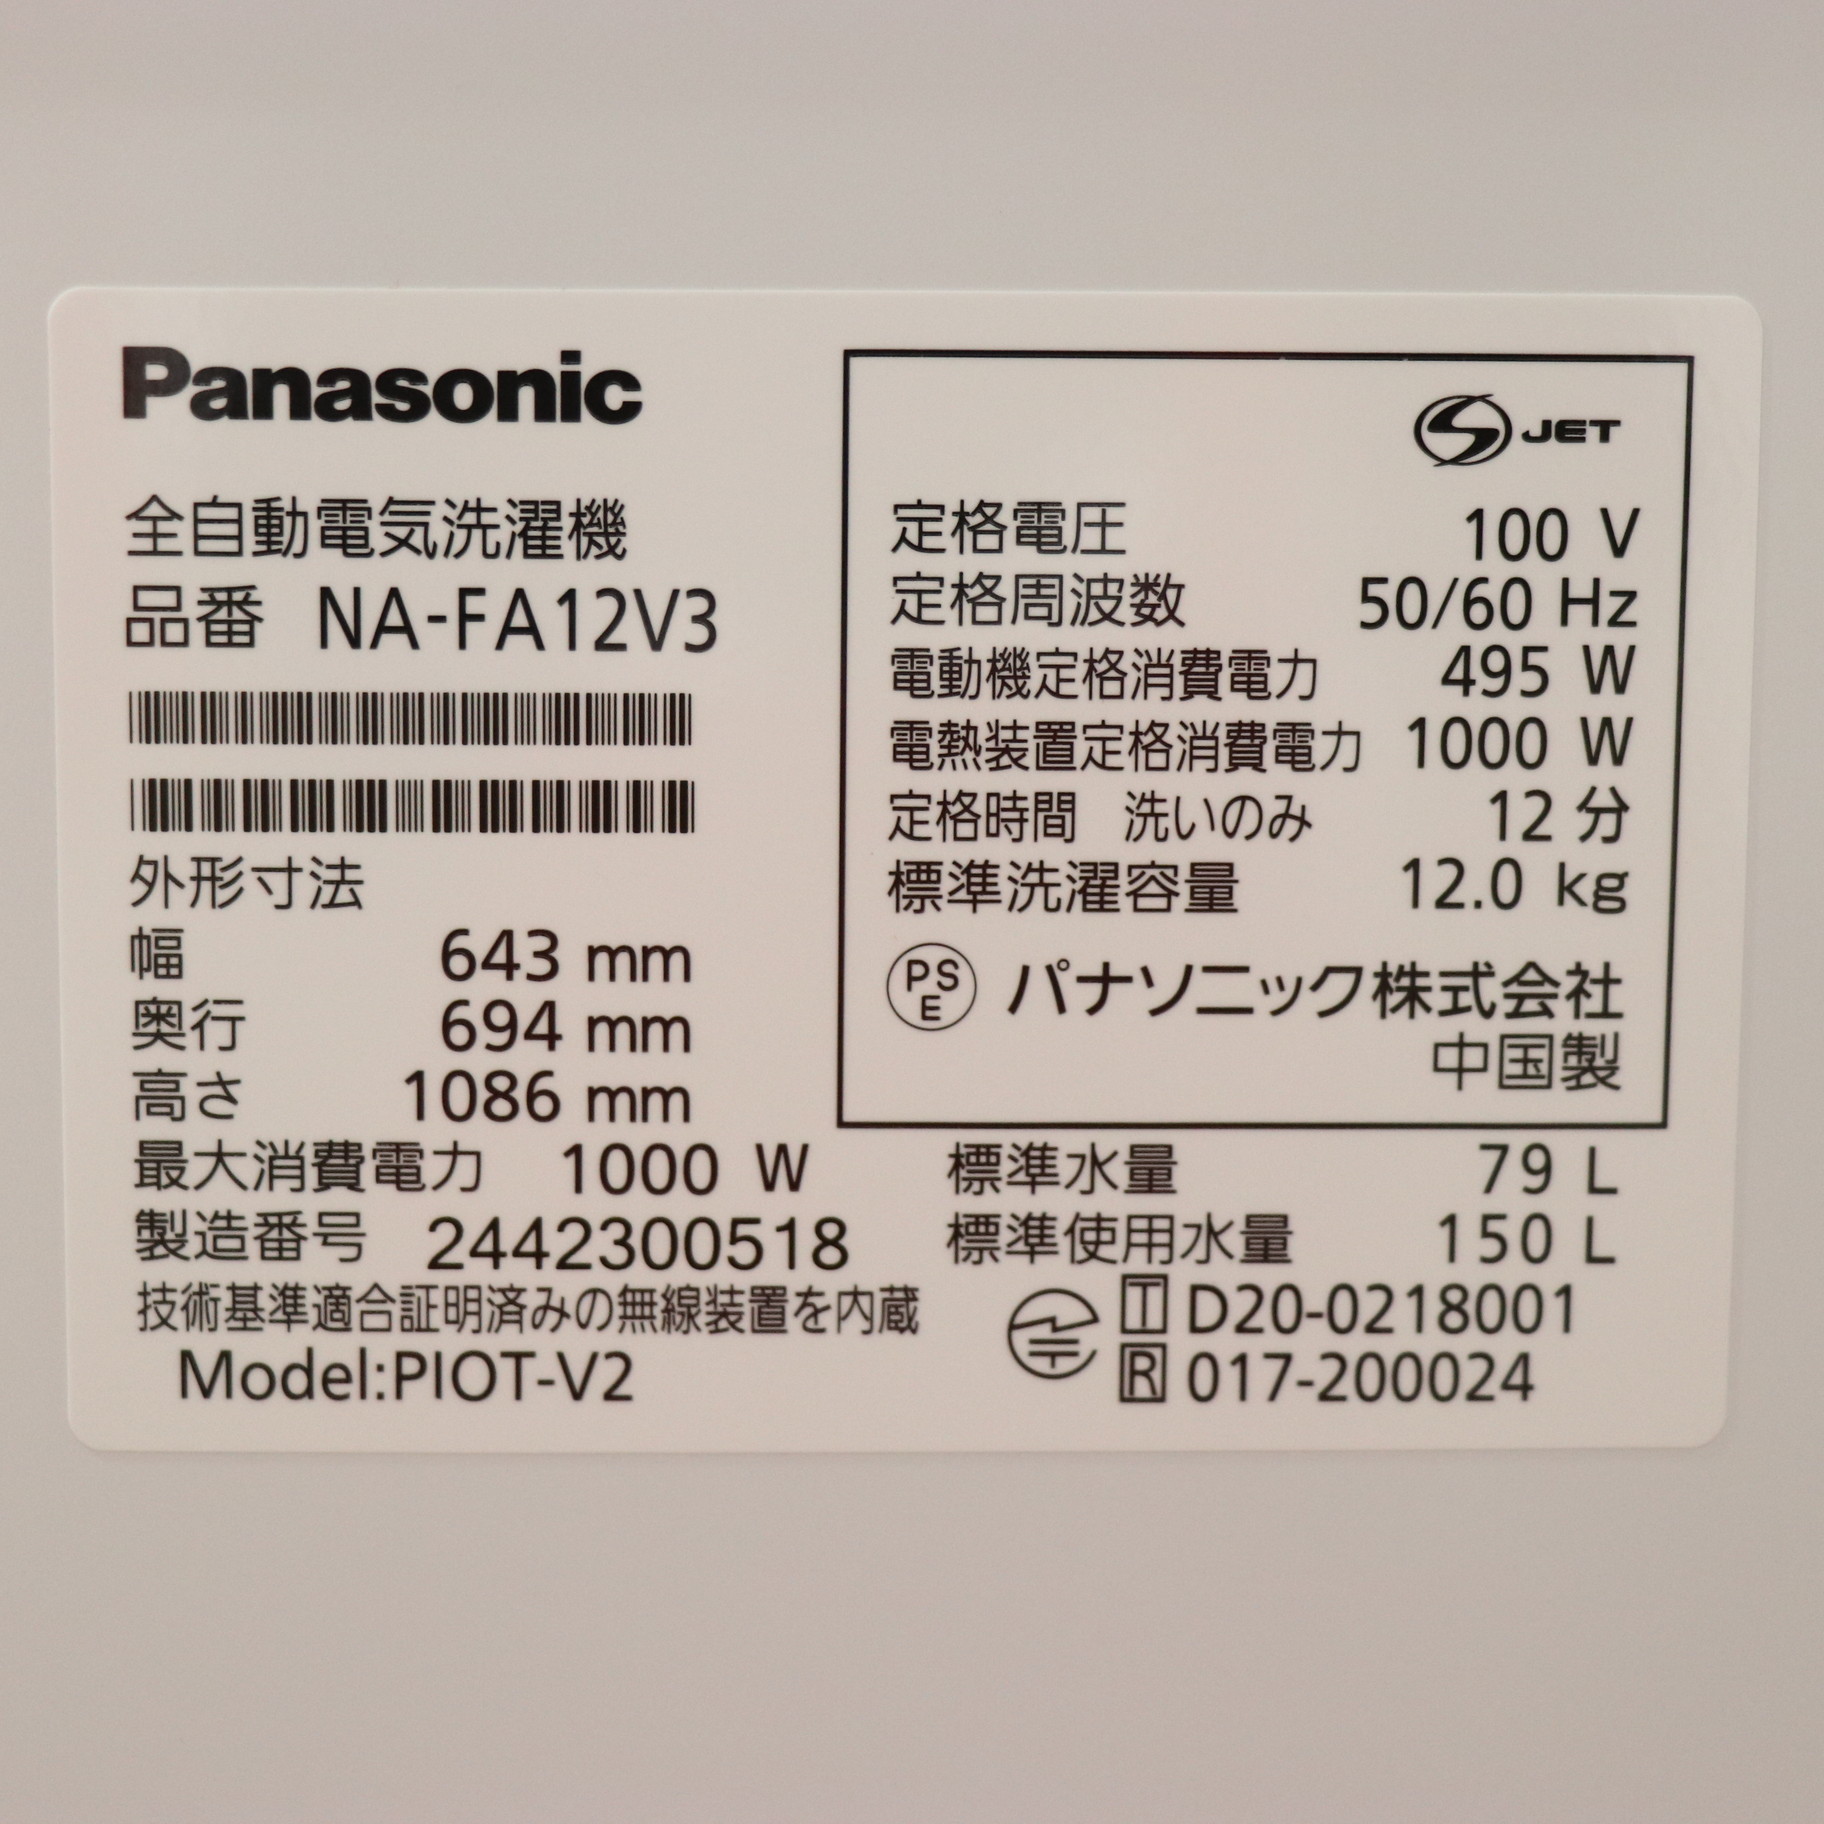 Panasonic
全自動電気洗濯機
品番 NA-FA12V3
外形寸法
幅 643 mm
奥行 694 mm
高さ 1086 mm
最大消費電力 1000 W
製造番号 2442300518
技術基準適合証明済みの無線装置を内蔵
Model:PIOT-V2
S JET
定格電圧 100 V
定格周波数 50/60 Hz
電動機定格消費電力 495 W
電熱装置定格消費電力 1000 W
定格時間 洗いのみ 12 分
標準洗濯容量 12.0 kg
PS E パナソニック株式会社
中国製
標準水量 79 L
標準使用水量 150 L
T D20-0218001
R 017-200024